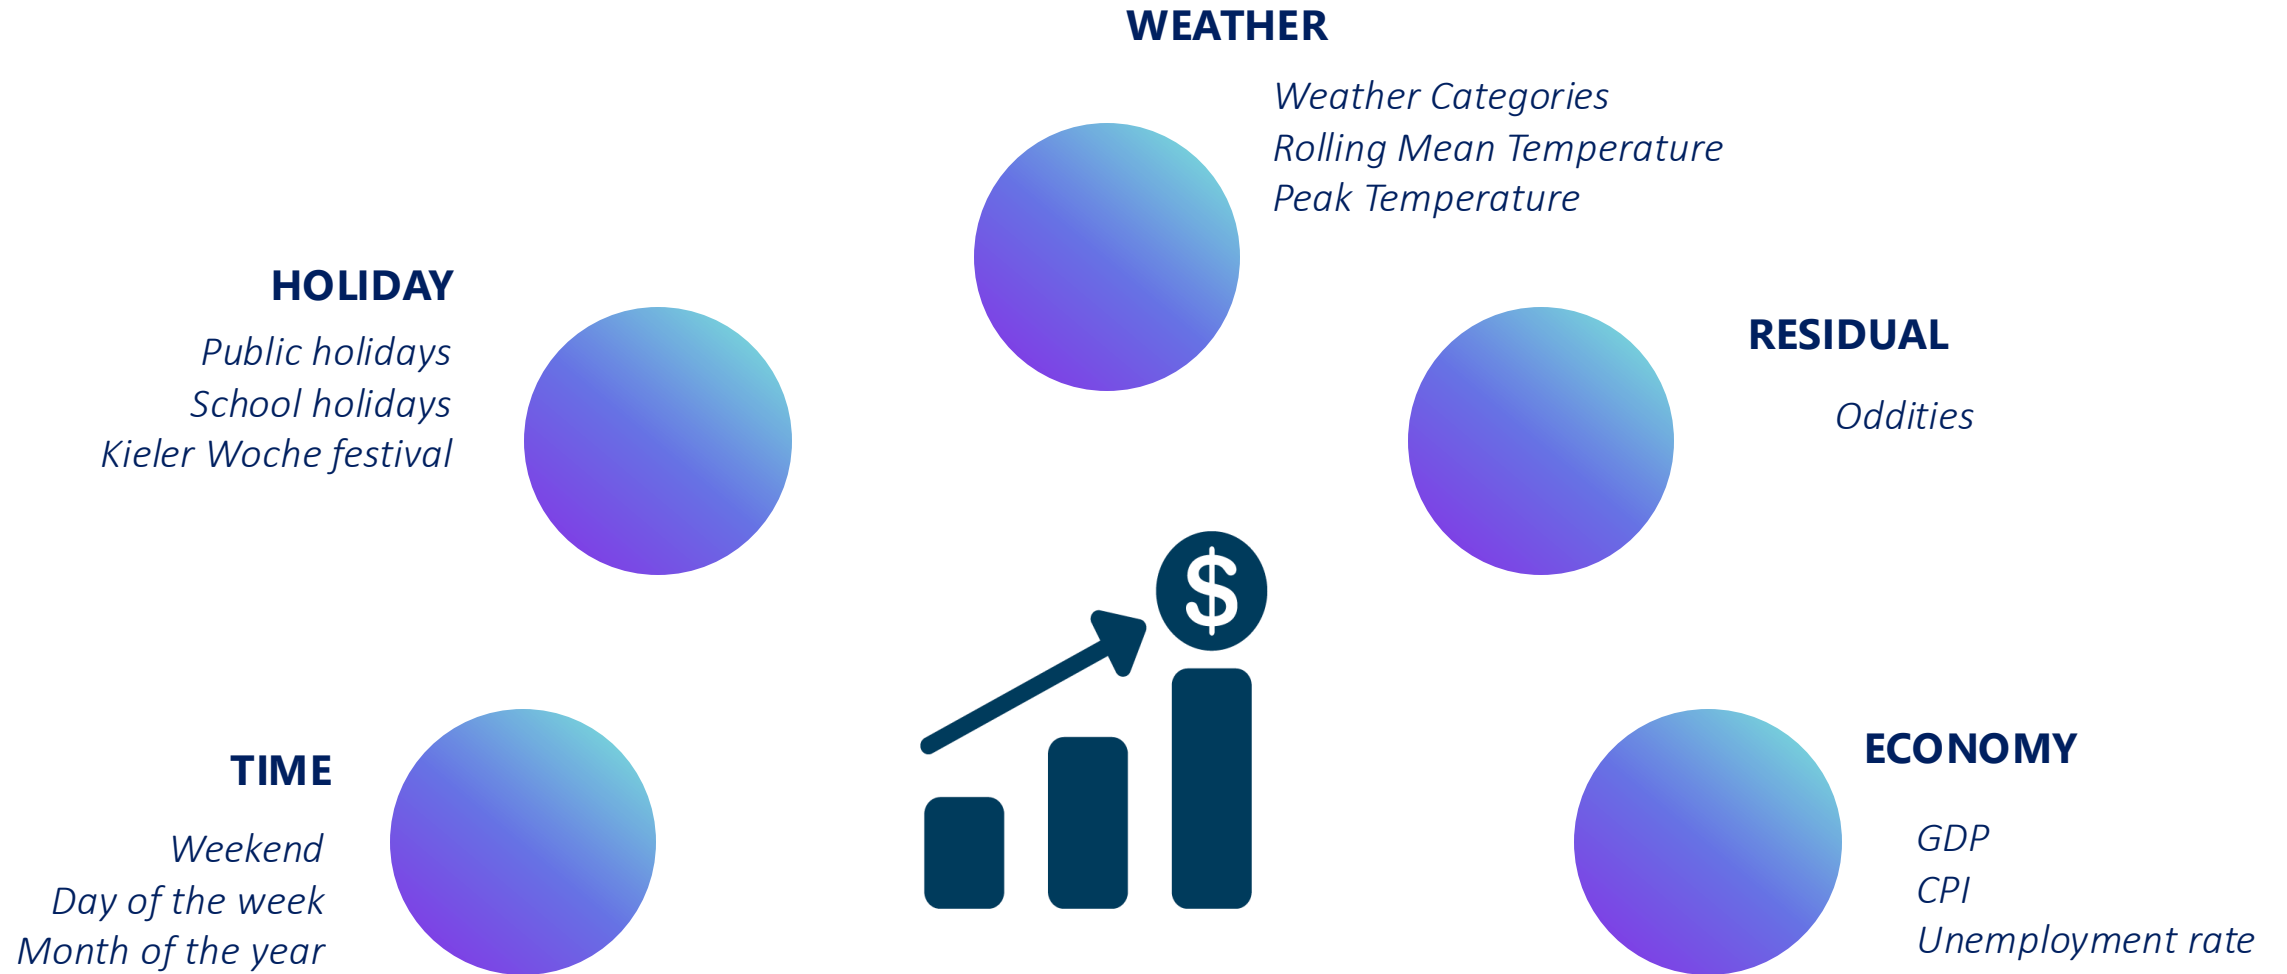 WEATHER
Weather Categories
Rolling Mean Temperature
Peak Temperature
HOLIDAY
Public holidays
School holidays
Kieler Woche festival
RESIDUAL
Oddities
$
TIME
Weekend
Day of the week
Month of the year
ECONOMY
GDP
CPI
Unemployment rate